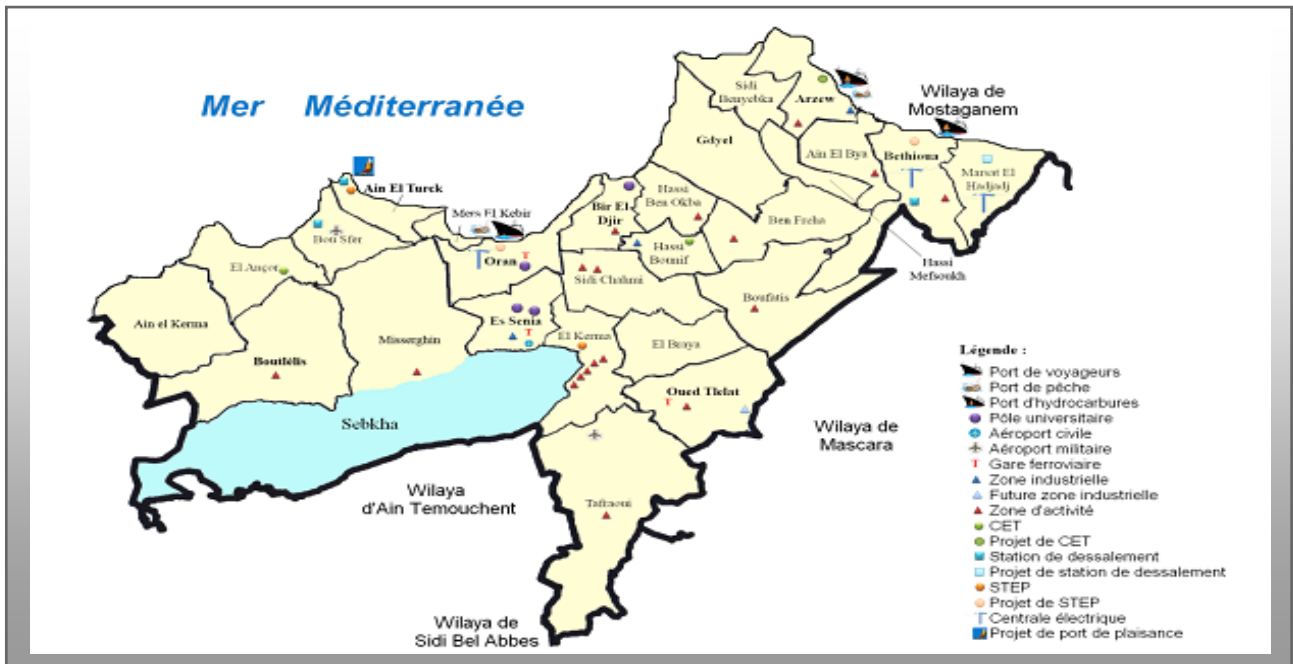 Mer Méditerranée
Wilaya de
Mostaganem
Sidi
Benyebka
Arzew
Gdyel
Ain El Bya
Bethioua
Marsat El
Hadjadj
Ain El Turck
Mers El Kebir
Bir El
Djir
Hassi
Ben Okba
Ben Freha
Bou Sfer
Oran
Hassi
Bounif
Hassi
Mefsoukh
El Ançor
Sidi Chahmi
Boufatis
Ain el Kerma
Misserghin
Es Senia
El Kerma
El Braya
Boutlélis
Oued Tlelat
Sebkha
Wilaya de
Mascara
Wilaya
d'Ain Temouchent
Tafraoui
Wilaya de
Sidi Bel Abbes
Légende :
Port de voyageurs
Port de pêche
Port d'hydrocarbures
Pôle universitaire
Aéroport civile
Aéroport militaire
Gare ferroviaire
Zone industrielle
Future zone industrielle
Zone d'activité
CET
Projet de CET
Station de dessalement
Projet de station de dessalement
STEP
Projet de STEP
Centrale électrique
Projet de port de plaisance